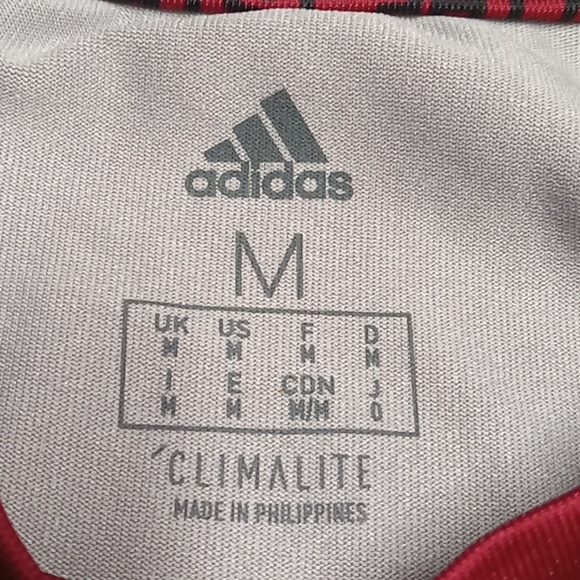 adidas
M
UK US F D
M M M M
I E CDN J
M M M/M O
CLIMALITE
MADE IN PHILIPPINES